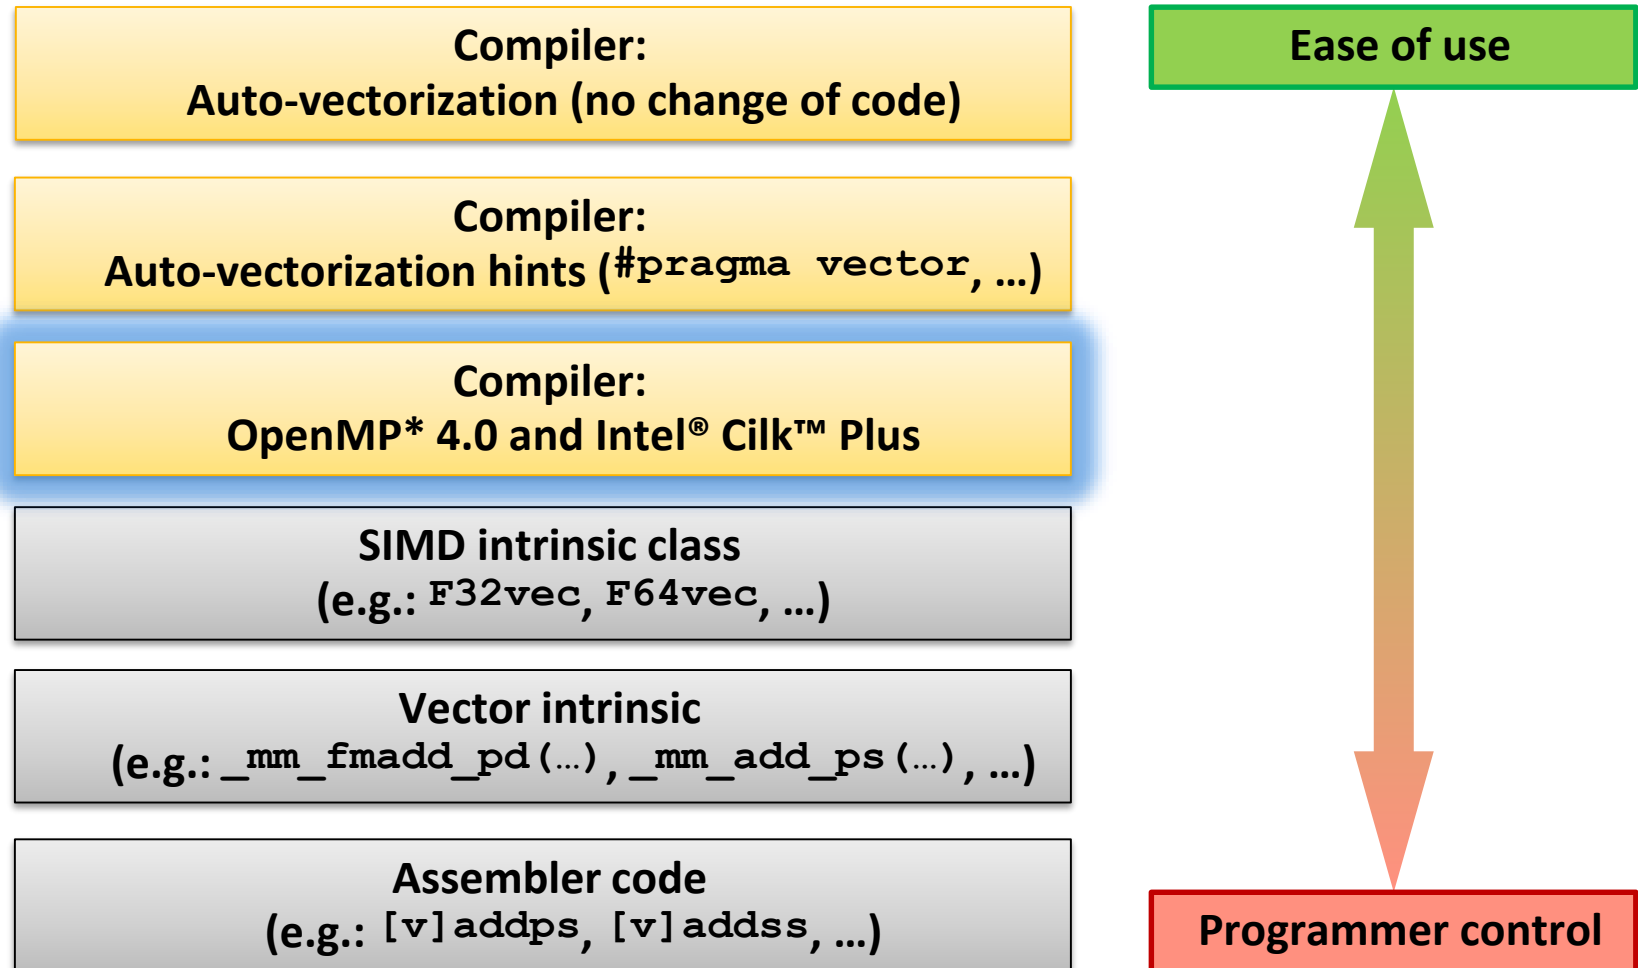 Compiler:
Auto-vectorization (no change of code)
Compiler:
Auto-vectorization hints (#pragma vector, …)
Compiler:
OpenMP* 4.0 and Intel® Cilk™ Plus
SIMD intrinsic class
(e.g.: F32vec, F64vec, …)
Vector intrinsic
(e.g.: _mm_fmadd_pd(…), _mm_add_ps(…), …)
Assembler code
(e.g.: [v]addps, [v]addss, …)
Ease of use
Programmer control